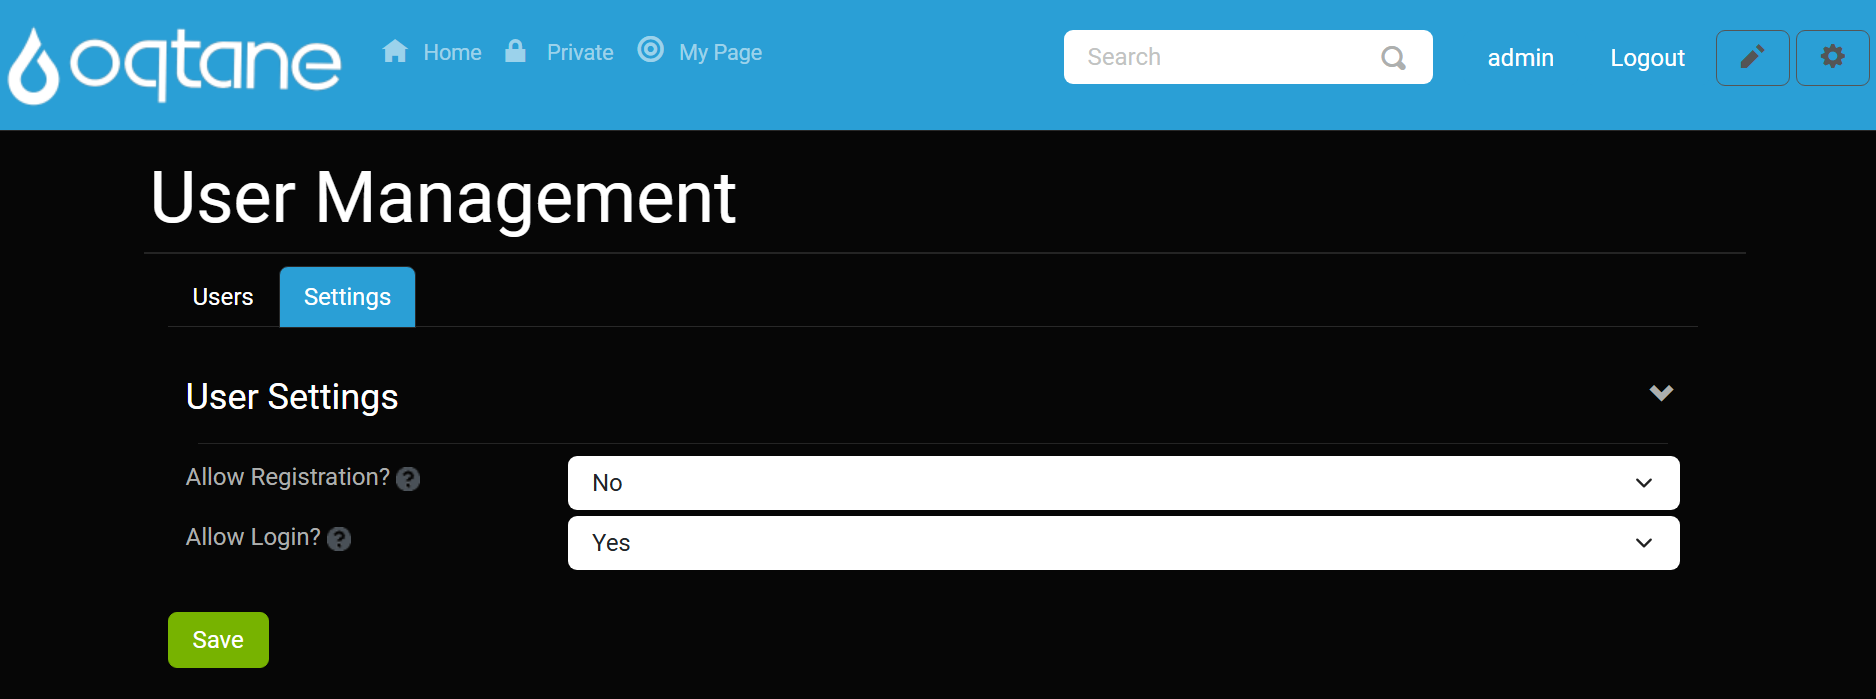 oqtane Home Private My Page Search admin Logout
User Management
Users Settings
User Settings
Allow Registration? ? No
Allow Login? ? Yes
Save